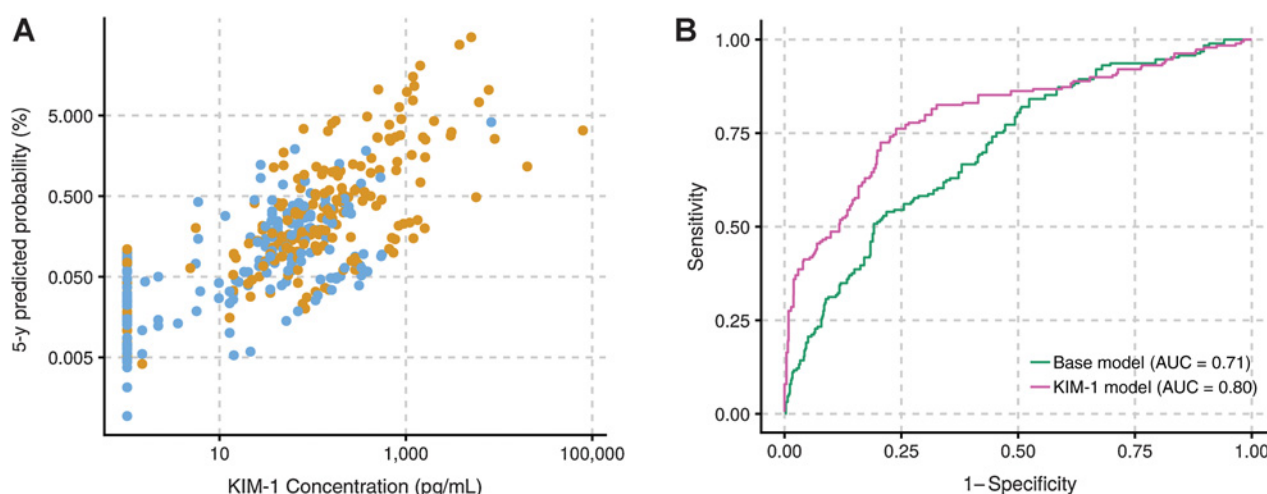 A
5-y predicted probability (%)
5.000
0.500
0.050
0.005
10
1,000
100,000
KIM-1 Concentration (pg/mL)
B
Sensitivity
1.00
0.75
0.50
0.25
0.00
Base model (AUC = 0.71)
KIM-1 model (AUC = 0.80)
0.00
0.25
0.50
0.75
1.00
1–Specificity